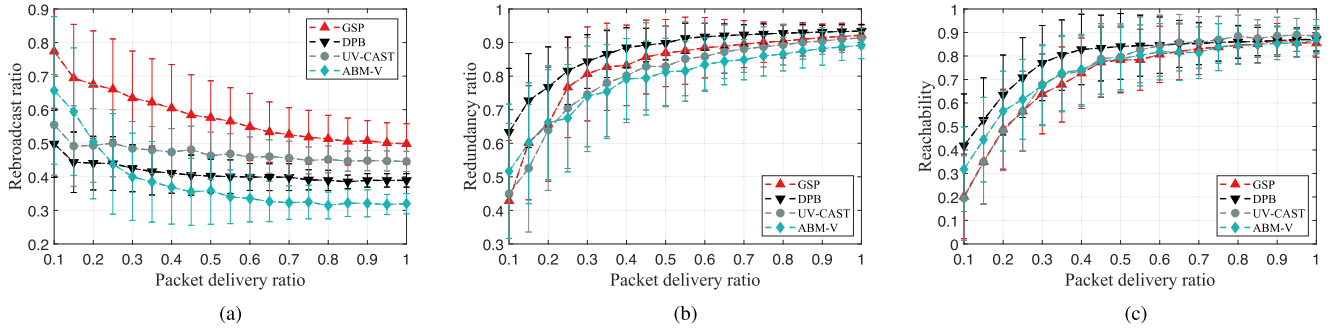 0.9
0.8
0.7
0.6
0.5
0.4
0.3
0.2
Rebroadcast ratio
GSP
DPB
UV-CAST
ABM-V
0.1 0.2 0.3 0.4 0.5 0.6 0.7 0.8 0.9 1
Packet delivery ratio
(a)
1
0.9
0.8
0.7
0.6
0.5
0.4
0.3
Redundancy ratio
GSP
DPB
UV-CAST
ABM-V
0.1 0.2 0.3 0.4 0.5 0.6 0.7 0.8 0.9 1
Packet delivery ratio
(b)
1
0.9
0.8
0.7
0.6
0.5
0.4
0.3
0.2
0.1
0
Reachability
GSP
DPB
UV-CAST
ABM-V
0.1 0.2 0.3 0.4 0.5 0.6 0.7 0.8 0.9 1
Packet delivery ratio
(c)